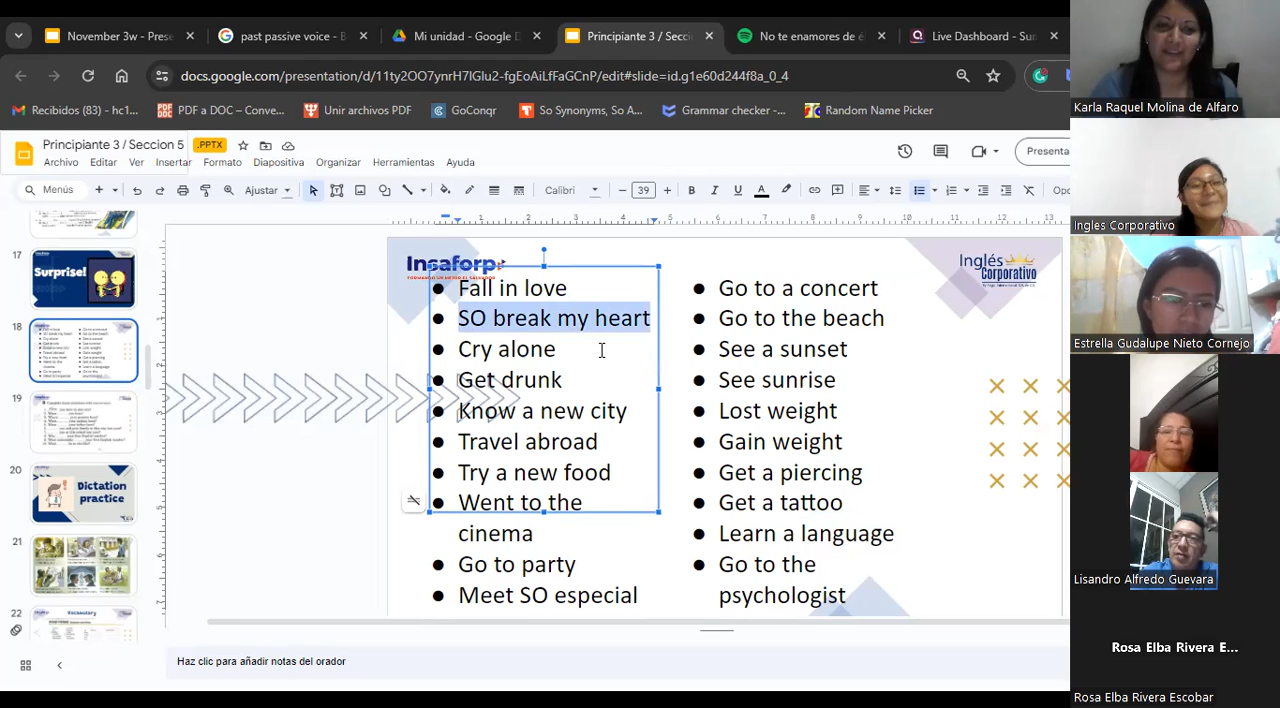 November 3w - Prese
past passive voice - B
Mi unidad - Google D
Principiante 3 / Secci
No te enamores de é
Live Dashboard - Sur
docs.google.com/presentation/d/11ty2OO7ynrH7IGlu2-fgEoAiLfFaGCnP/edit#slide=id.g1e60d244f8a_0_4
Recibidos (83) - hc1...
PDF a DOC – Conve...
Unir archivos PDF
GoConqr
So Synonyms, So A...
Grammar checker -...
Random Name Picker
Principiante 3 / Seccion 5
.PPTX
Archivo Editar Ver Insertar Formato Diapositiva Organizar Herramientas Ayuda
Presenta
Menús
Ajustar
Calibri
39
Opc
17
Surprise!
18
19
20
Dictation
practice
21
22
Vocabulary
Insaforp
Inglés
Corporativo
Fall in love
SO break my heart
Cry alone
Get drunk
Know a new city
Travel abroad
Try a new food
Went to the
cinema
Go to party
Meet SO especial
Go to a concert
Go to the beach
See a sunset
See sunrise
Lost weight
Gain weight
Get a piercing
Get a tattoo
Learn a language
Go to the
psychologist
Haz clic para añadir notas del orador
Karla Raquel Molina de Alfaro
Ingles Corporativo
Estrella Gudalupe Nieto Cornejo
Lisandro Alfredo Guevara
Rosa Elba Rivera E...
Rosa Elba Rivera Escobar